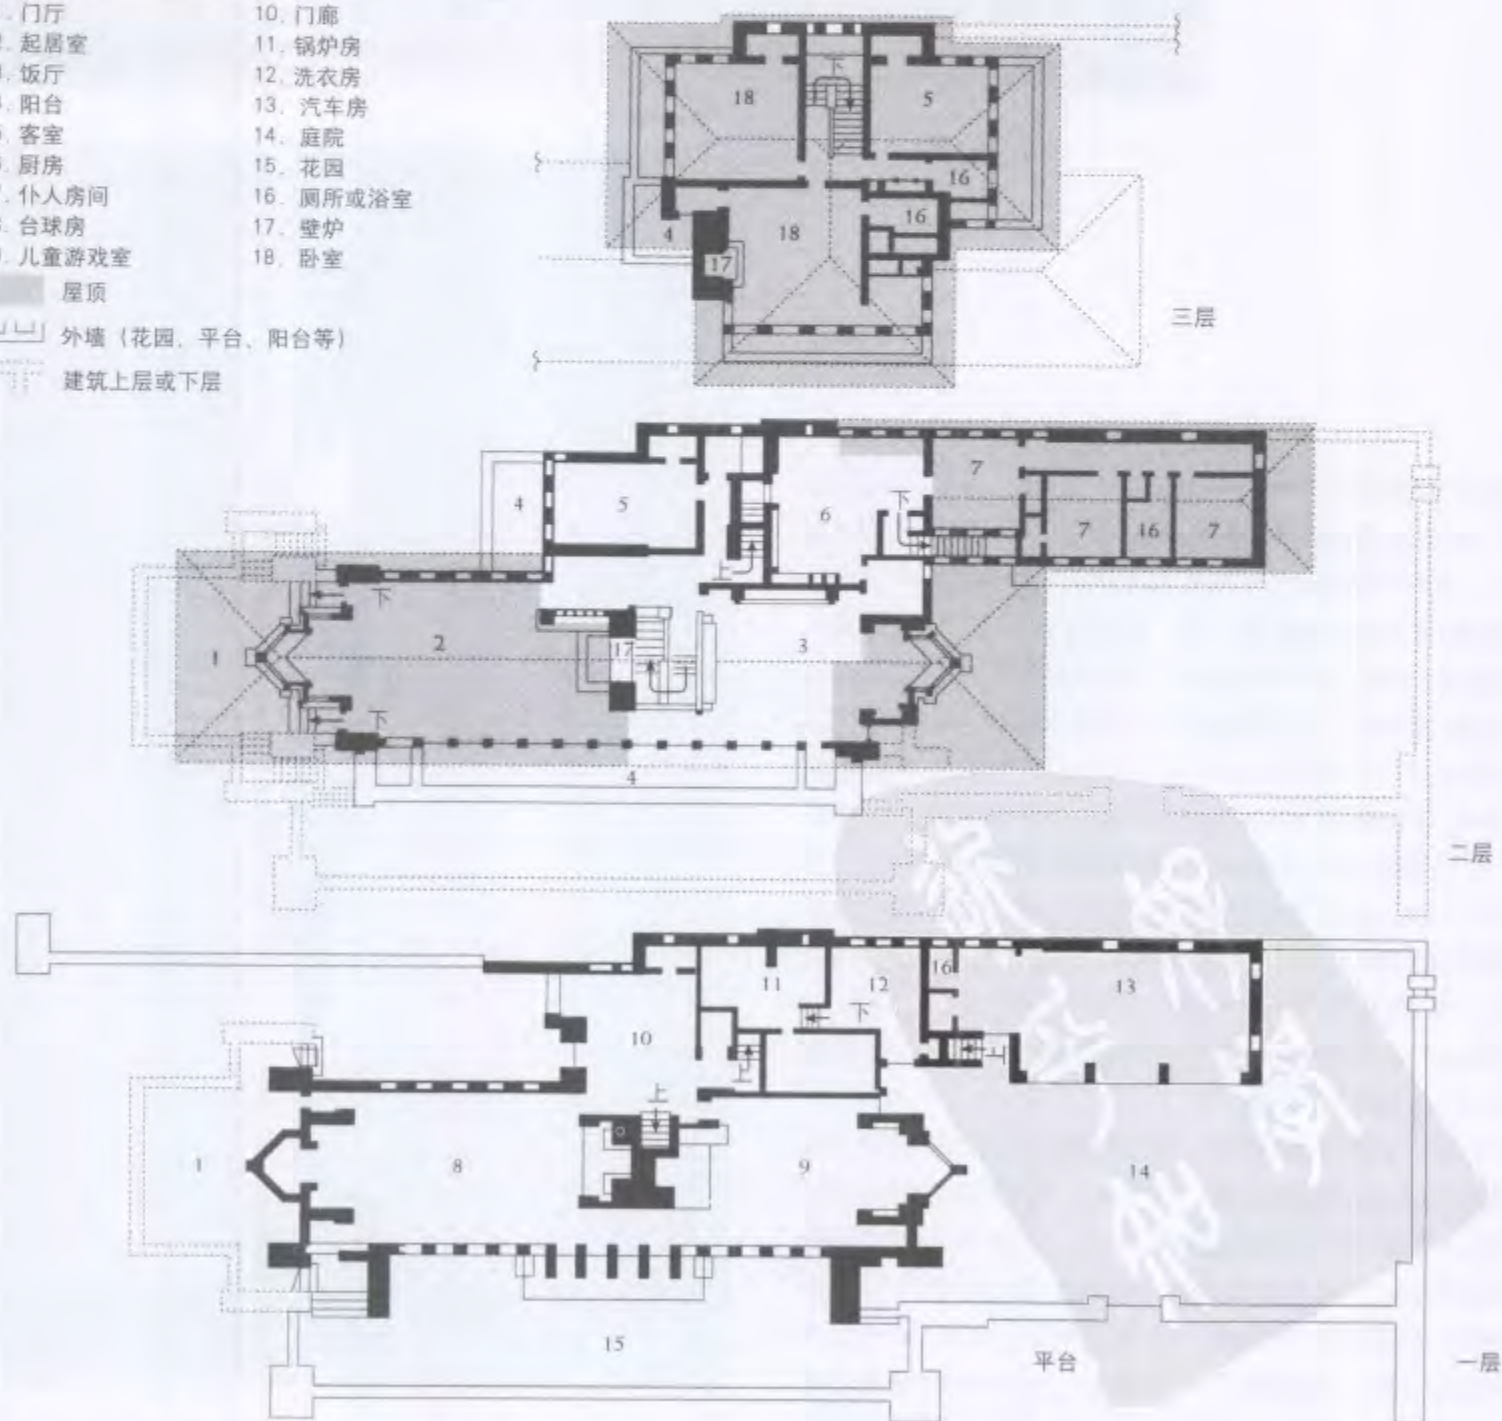 门厅
起居室
饭厅
阳台
客室
厨房
仆人房间
台球房
儿童游戏室
10. 门廊
11. 锅炉房
12. 洗衣房
13. 汽车房
14. 庭院
15. 花园
16. 厕所或浴室
17. 壁炉
18. 卧室
屋顶
外墙（花园、平台、阳台等）
建筑上层或下层
下
18
5
16
16
4
18
17
三层
4
5
6
下
7
7
16
7
上
下
1
2
17
3
下
4
二层
16
11
12
13
下
10
上
上
上
1
8
9
14
15
平台
一层